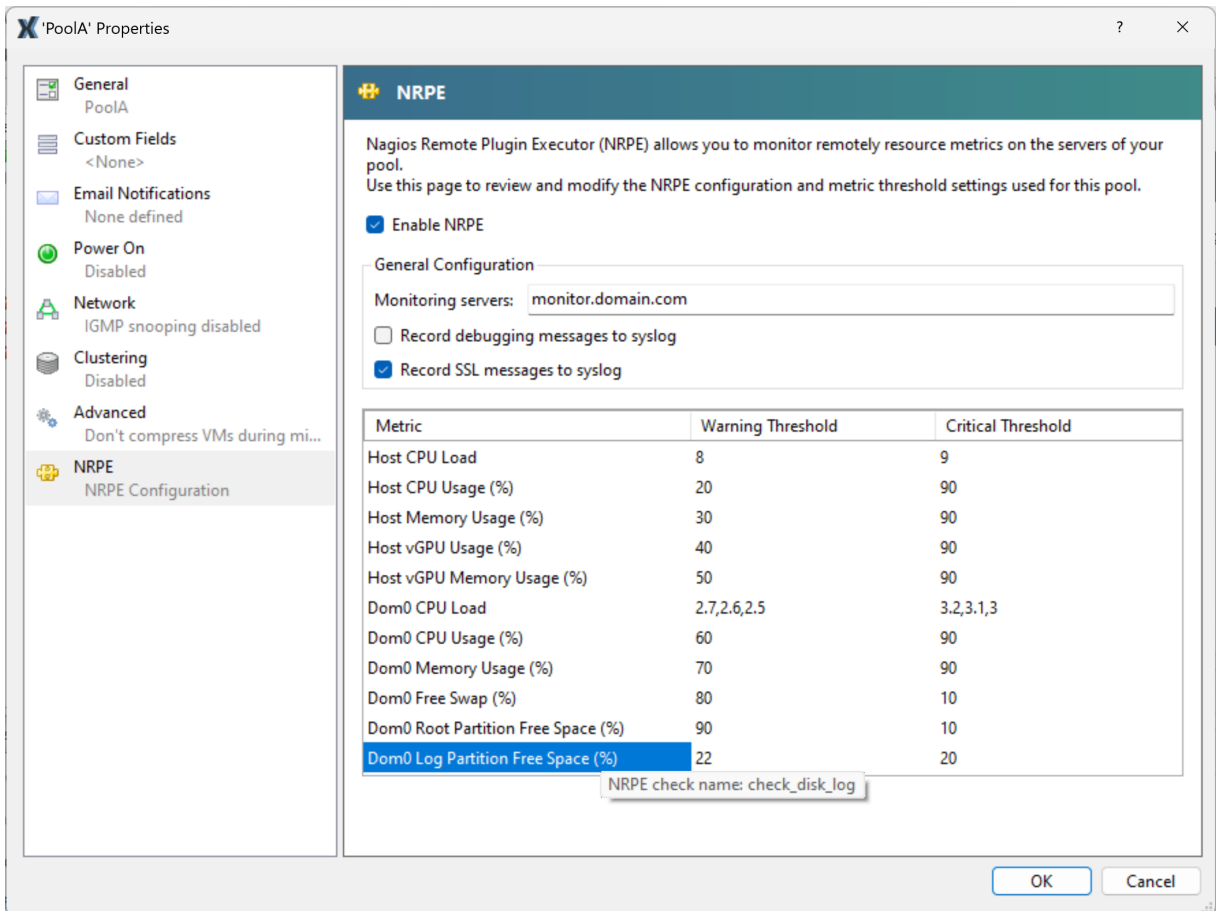 'PoolA' Properties
?
General
PoolA
Custom Fields
<None>
Email Notifications
None defined
Power On
Disabled
Network
IGMP snooping disabled
Clustering
Disabled
Advanced
Don't compress VMs during mi...
NRPE
NRPE Configuration
NRPE
Nagios Remote Plugin Executor (NRPE) allows you to monitor remotely resource metrics on the servers of your
pool.
Use this page to review and modify the NRPE configuration and metric threshold settings used for this pool.
Enable NRPE
General Configuration
Monitoring servers: monitor.domain.com
Record debugging messages to syslog
Record SSL messages to syslog
Metric Warning Threshold Critical Threshold
Host CPU Load 8 9
Host CPU Usage (%) 20 90
Host Memory Usage (%) 30 90
Host vGPU Usage (%) 40 90
Host vGPU Memory Usage (%) 50 90
Dom0 CPU Load 2.7,2.6,2.5 3.2,3.1,3
Dom0 CPU Usage (%) 60 90
Dom0 Memory Usage (%) 70 90
Dom0 Free Swap (%) 80 10
Dom0 Root Partition Free Space (%) 90 10
Dom0 Log Partition Free Space (%) 22 20
NRPE check name: check_disk_log
OK Cancel